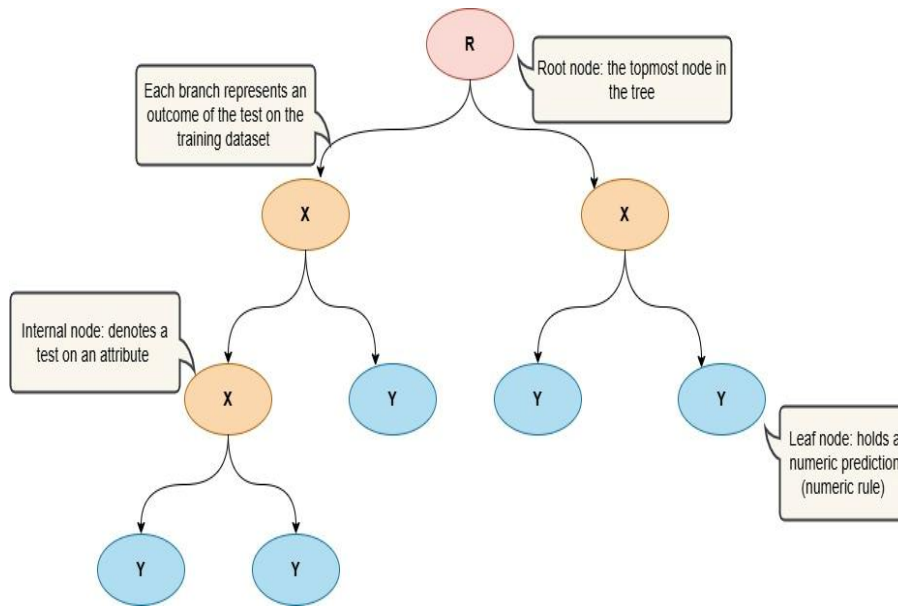 R
Root node: the topmost node in
the tree
Each branch represents an
outcome of the test on the
training dataset
X
X
Internal node: denotes a
test on an attribute
X
Y
Y
Y
Leaf node: holds a
numeric prediction
(numeric rule)
Y
Y